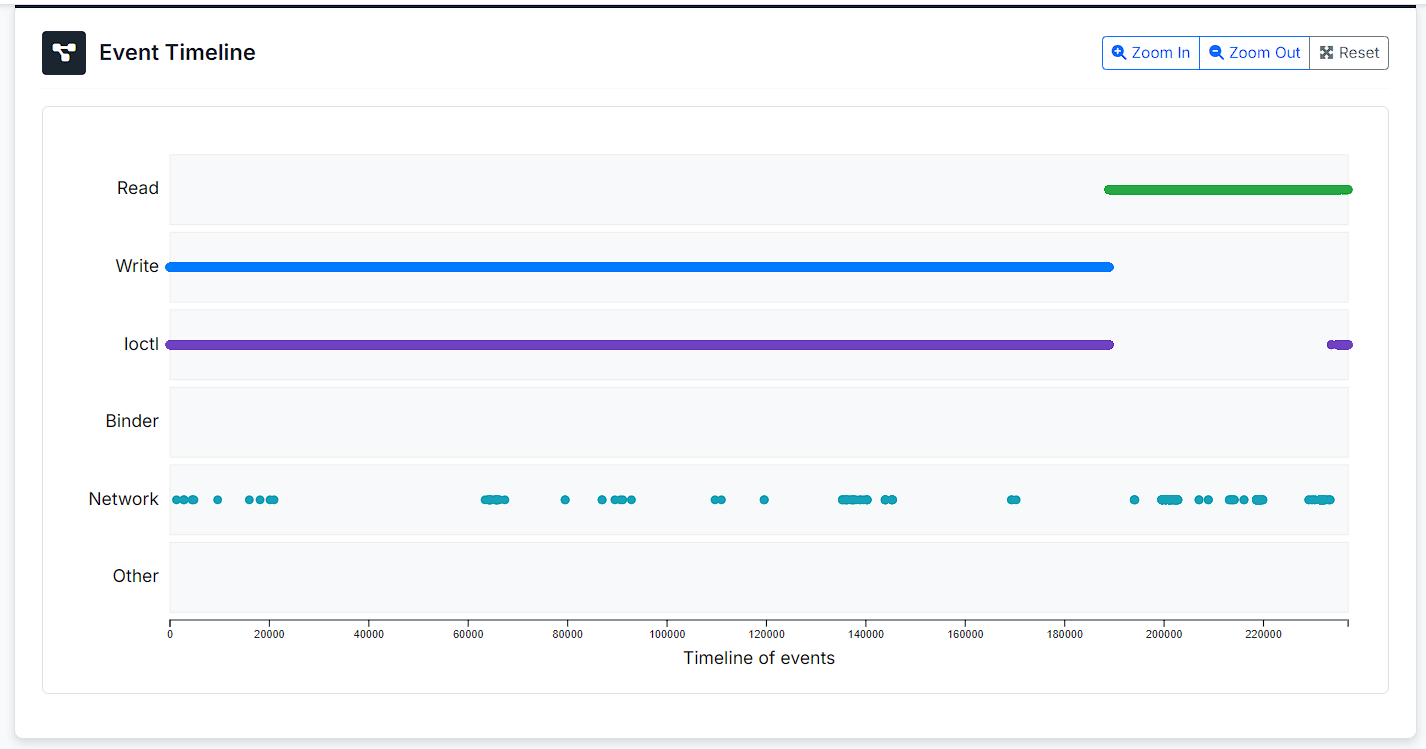 Event Timeline
Zoom In
Zoom Out
Reset
Read
Write
Ioctl
Binder
Network
Other
0 20000 40000 60000 80000 100000 120000 140000 160000 180000 200000 220000
Timeline of events